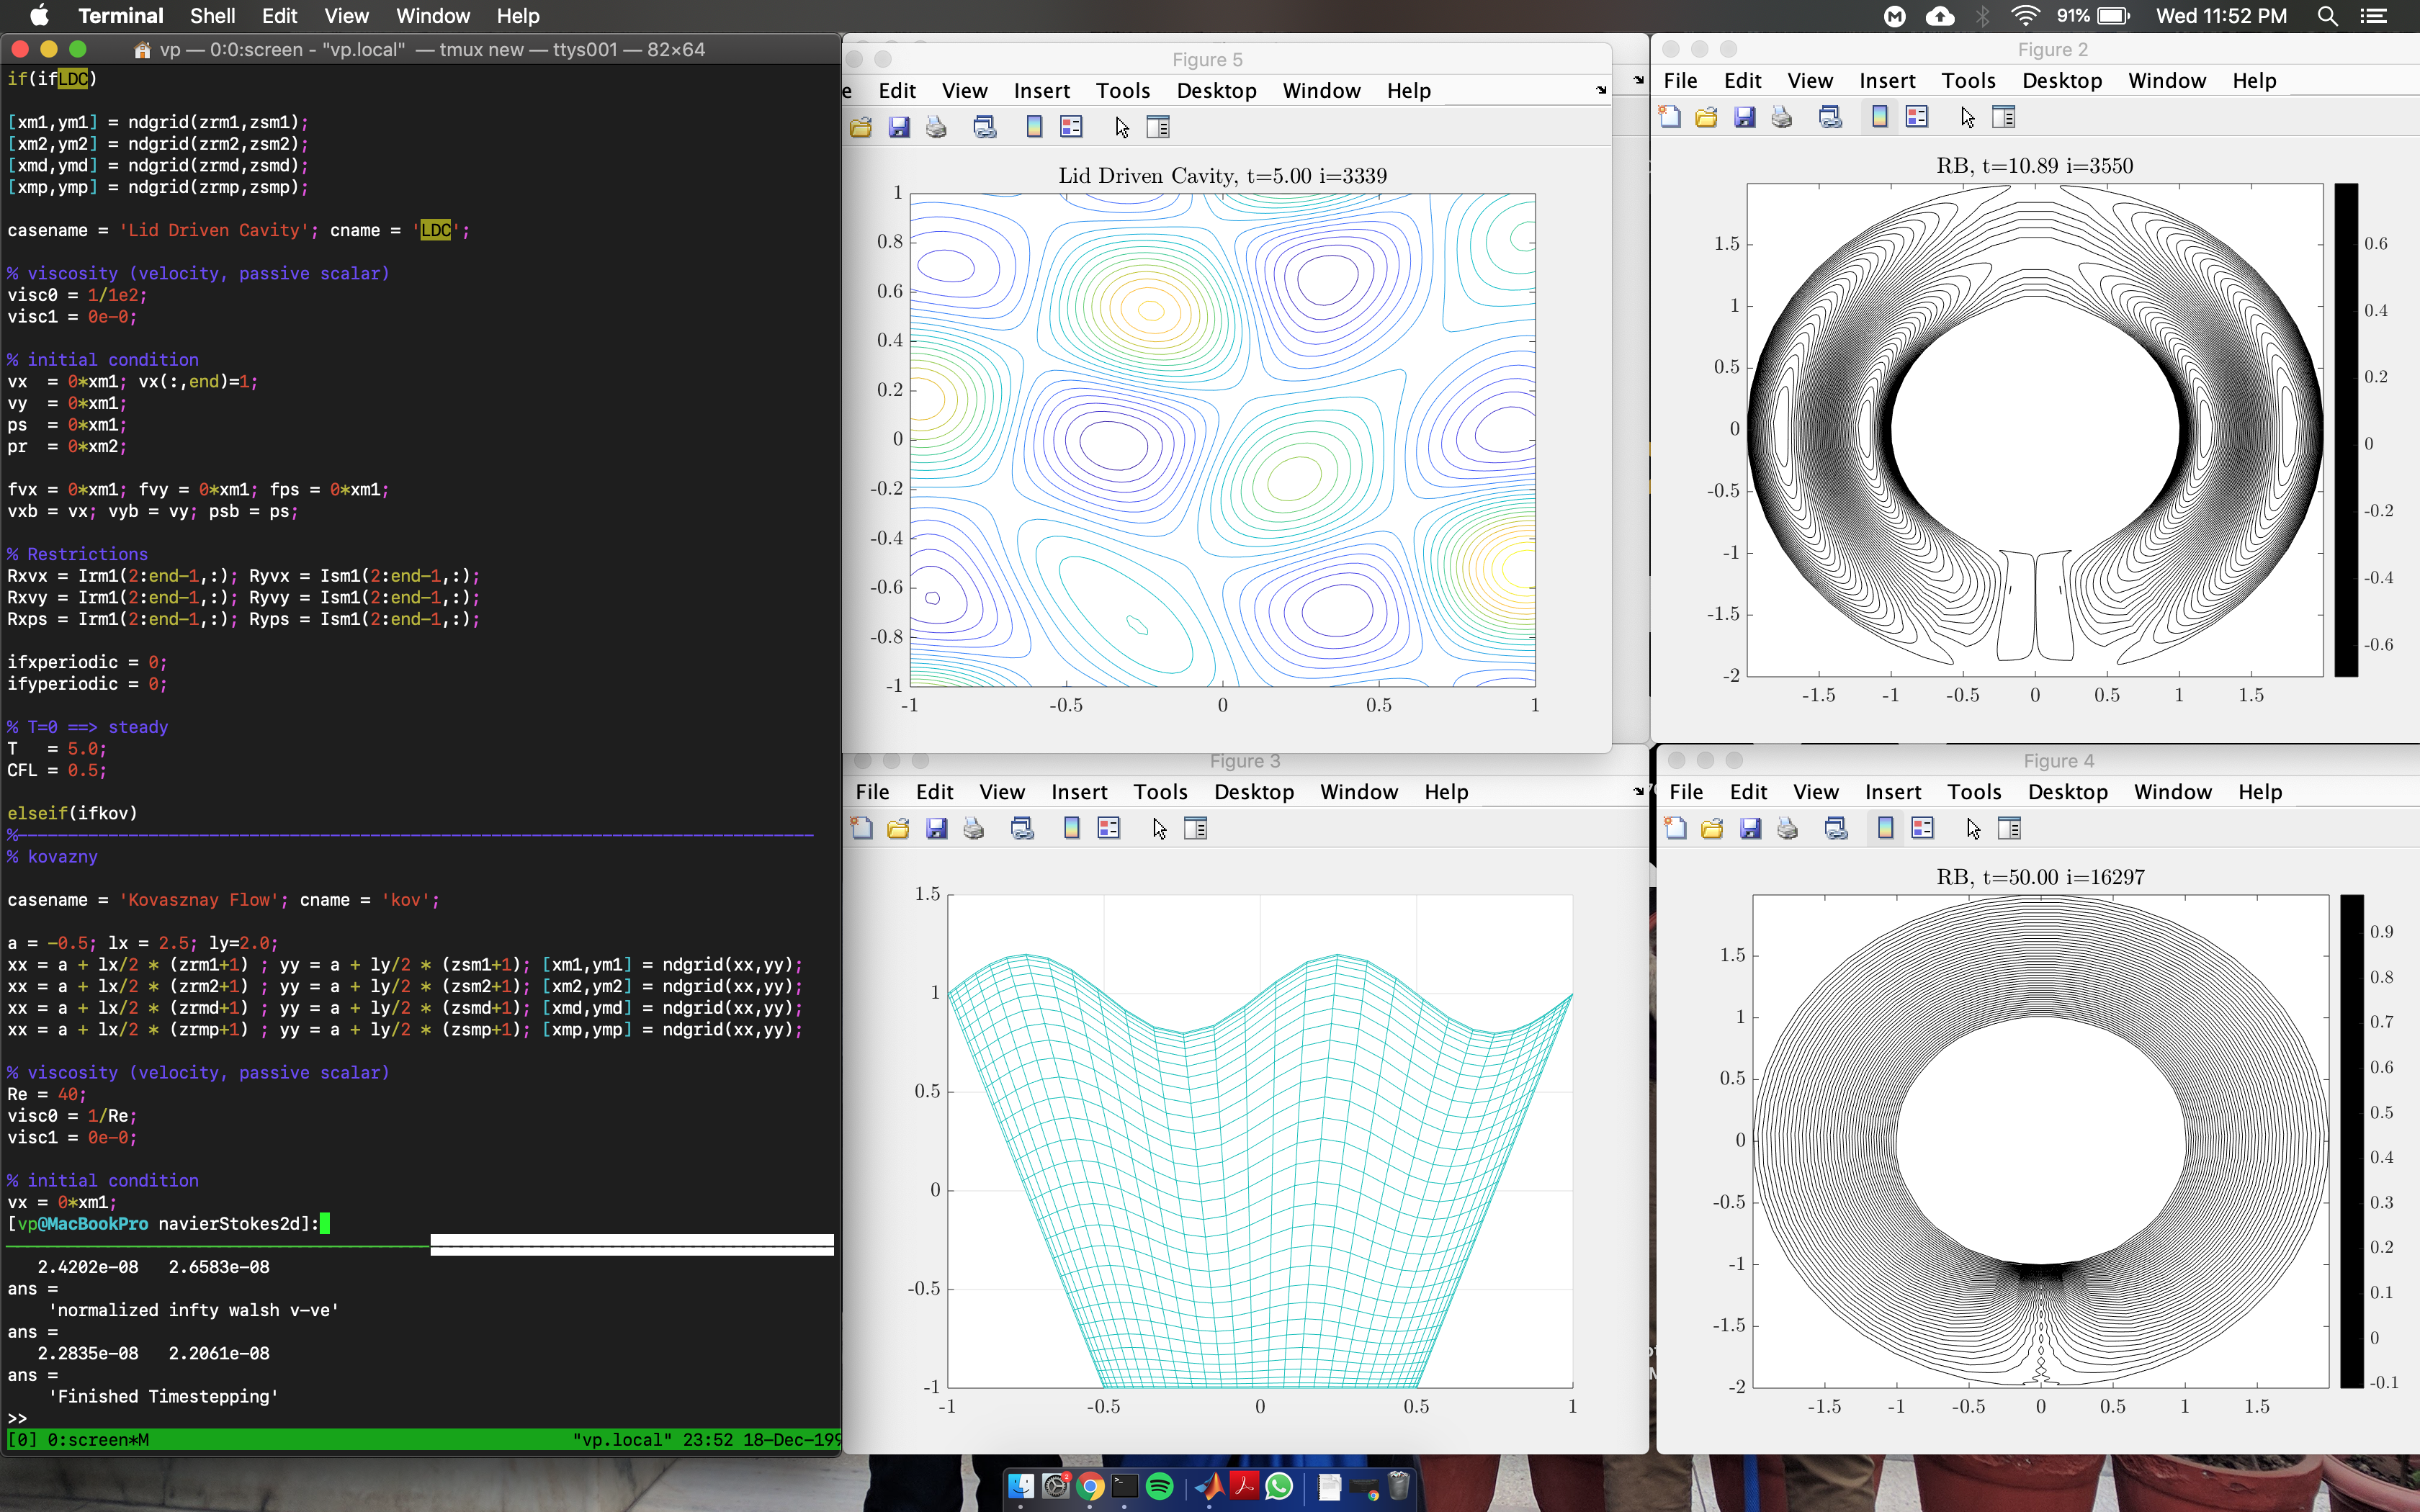 Terminal Shell Edit View Window Help
91% Wed 11:52 PM
vp — 0:0:screen - "vp.local" — tmux new — ttys001 — 82×64
if(ifLDC)
[xm1,ym1] = ndgrid(zrm1,zsm1);
[xm2,ym2] = ndgrid(zrm2,zsm2);
[xmd,ymd] = ndgrid(zrmd,zsmd);
[xmp,ymp] = ndgrid(zrmp,zsmp);
casename = 'Lid Driven Cavity'; cname = 'LDC';
% viscosity (velocity, passive scalar)
visc0 = 1/1e2;
visc1 = 0e-0;
% initial condition
vx  = 0*xm1; vx(:,end)=1;
vy  = 0*xm1;
ps  = 0*xm1;
pr  = 0*xm2;
fvx = 0*xm1; fvy = 0*xm1; fps = 0*xm1;
vxb = vx; vyb = vy; psb = ps;
% Restrictions
Rxvx = Irm1(2:end-1,:); Ryvx = Ism1(2:end-1,:);
Rxvy = Irm1(2:end-1,:); Ryvy = Ism1(2:end-1,:);
Rxps = Irm1(2:end-1,:); Ryps = Ism1(2:end-1,:);
ifxperiodic = 0;
ifyperiodic = 0;
% T=0 ==> steady
T   = 5.0;
CFL = 0.5;
elseif(ifkov)
%------------------------------------------------------------------------------
% kovazny
casename = 'Kovasznay Flow'; cname = 'kov';
a = -0.5; lx = 2.5; ly=2.0;
xx = a + lx/2 * (zrm1+1) ; yy = a + ly/2 * (zsm1+1); [xm1,ym1] = ndgrid(xx,yy);
xx = a + lx/2 * (zrm2+1) ; yy = a + ly/2 * (zsm2+1); [xm2,ym2] = ndgrid(xx,yy);
xx = a + lx/2 * (zrmd+1) ; yy = a + ly/2 * (zsmd+1); [xmd,ymd] = ndgrid(xx,yy);
xx = a + lx/2 * (zrmp+1) ; yy = a + ly/2 * (zsmp+1); [xmp,ymp] = ndgrid(xx,yy);
% viscosity (velocity, passive scalar)
Re = 40;
visc0 = 1/Re;
visc1 = 0e-0;
% initial condition
vx = 0*xm1;
[vp@MacBookPro navierStokes2d]:
2.4202e-08   2.6583e-08
ans =
'normalized infty walsh v-ve'
ans =
2.2835e-08   2.2061e-08
ans =
'Finished Timestepping'
>>
[0] 0:screen*M "vp.local" 23:52 18-Dec-199
Figure 5
e Edit View Insert Tools Desktop Window Help
Lid Driven Cavity, t=5.00 i=3339
1
0.8
0.6
0.4
0.2
0
-0.2
-0.4
-0.6
-0.8
-1
-1 -0.5 0 0.5 1
Figure 2
File Edit View Insert Tools Desktop Window Help
RB, t=10.89 i=3550
1.5
1
0.5
0
-0.5
-1
-1.5
-2
-1.5 -1 -0.5 0 0.5 1 1.5
0.6
0.4
0.2
0
-0.2
-0.4
-0.6
Figure 3
File Edit View Insert Tools Desktop Window Help
1.5
1
0.5
0
-0.5
-1
-1 -0.5 0 0.5 1
Figure 4
File Edit View Insert Tools Desktop Window Help
RB, t=50.00 i=16297
1.5
1
0.5
0
-0.5
-1
-1.5
-2
-1.5 -1 -0.5 0 0.5 1 1.5
0.9
0.8
0.7
0.6
0.5
0.4
0.3
0.2
0.1
0
-0.1